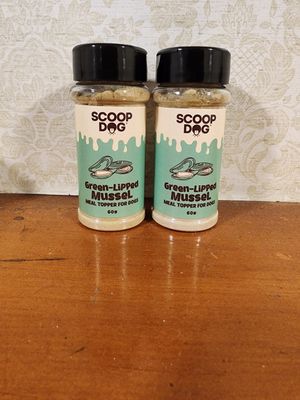 SCOOP
DOG
Green-Lipped
Mussel
MEAL TOPPER FOR DOGS
60g
SCOOP
DOG
Green-Lipped
Mussel
MEAL TOPPER FOR DOGS
60g